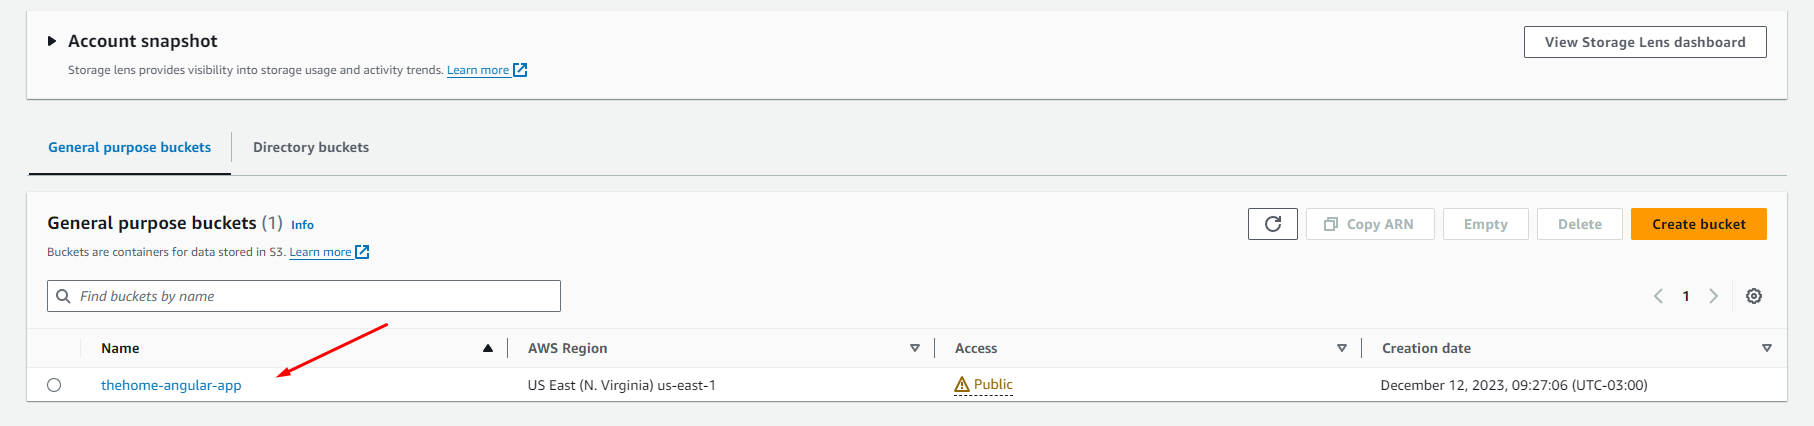 Account snapshot
View Storage Lens dashboard
Storage lens provides visibility into storage usage and activity trends. Learn more
General purpose buckets
Directory buckets
General purpose buckets (1) Info
Copy ARN
Empty
Delete
Create bucket
Buckets are containers for data stored in S3. Learn more
Find buckets by name
1
Name
AWS Region
Access
Creation date
thehome-angular-app
US East (N. Virginia) us-east-1
Public
December 12, 2023, 09:27:06 (UTC-03:00)